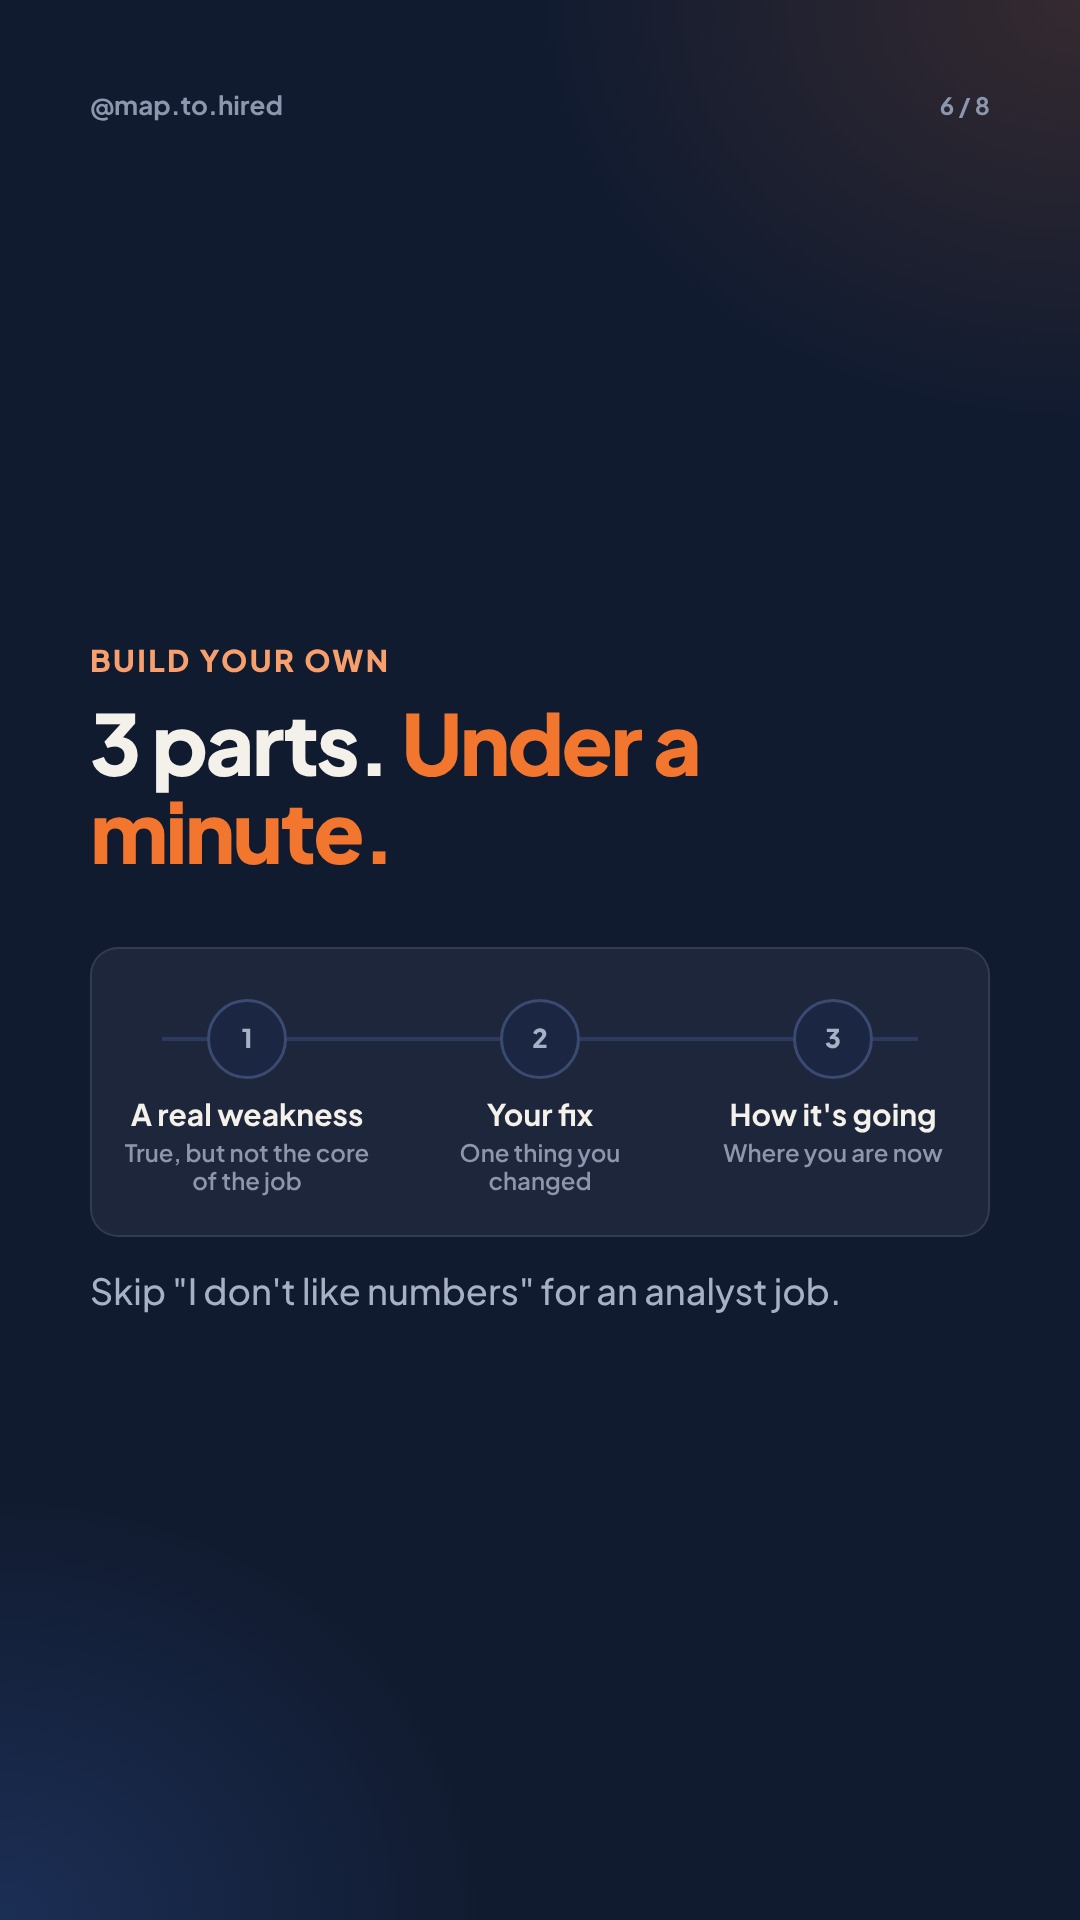 @map.to.hired
6 / 8
BUILD YOUR OWN
3 parts. Under a
minute.
1
2
3
A real weakness
True, but not the core
of the job
Your fix
One thing you
changed
How it's going
Where you are now
Skip "I don't like numbers" for an analyst job.